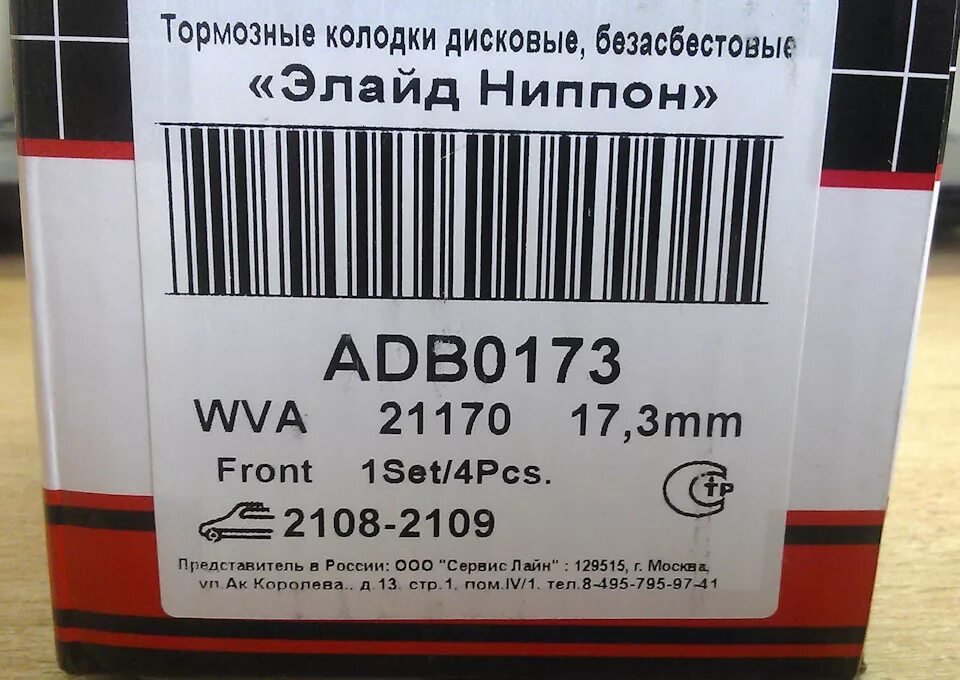 Тормозные колодки дисковые, безасбестовые
«Элайд Ниппон»
ADB0173
WVA 21170 17,3mm
Front 1Set/4Pcs.
СТР
2108-2109
Представитель в России: ООО "Сервис Лайн" : 129515, г. Москва,
ул.Ак Королева., д.13, стр.1, пом.IV/1, тел.8-495-795-97-41